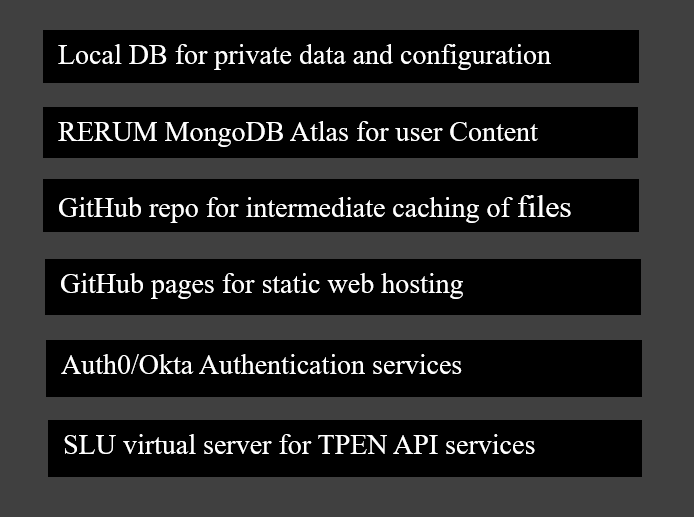 Local DB for private data and configuration
RERUM MongoDB Atlas for user Content
GitHub repo for intermediate caching of files
GitHub pages for static web hosting
Auth0/Okta Authentication services
SLU virtual server for TPEN API services